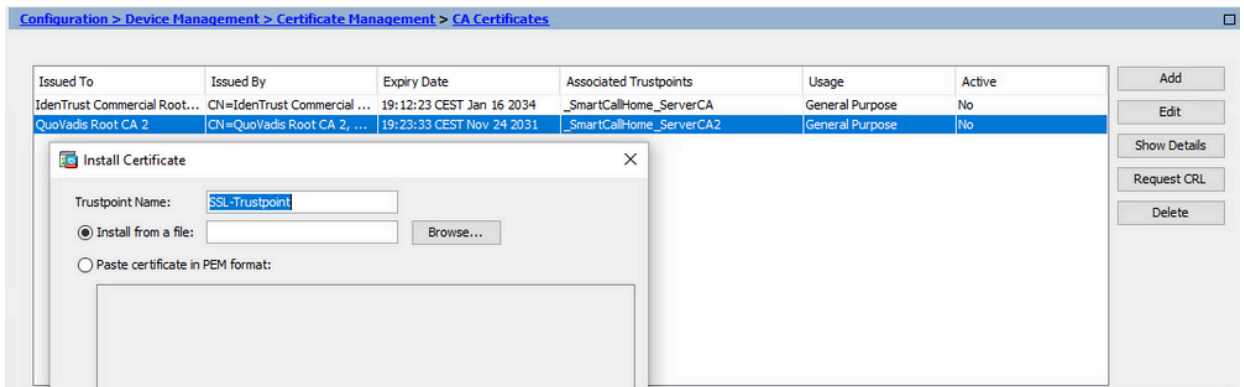 Configuration > Device Management > Certificate Management > CA Certificates
Issued To Issued By Expiry Date Associated Trustpoints Usage Active
IdenTrust Commercial Root... CN=IdenTrust Commercial ... 19:12:23 CEST Jan 16 2034 _SmartCallHome_ServerCA General Purpose No
QuoVadis Root CA 2 CN=QuoVadis Root CA 2, ... 19:23:33 CEST Nov 24 2031 _SmartCallHome_ServerCA2 General Purpose No
Add
Edit
Show Details
Request CRL
Delete
Install Certificate
Trustpoint Name: SSL-Trustpoint
Install from a file: Browse...
Paste certificate in PEM format: